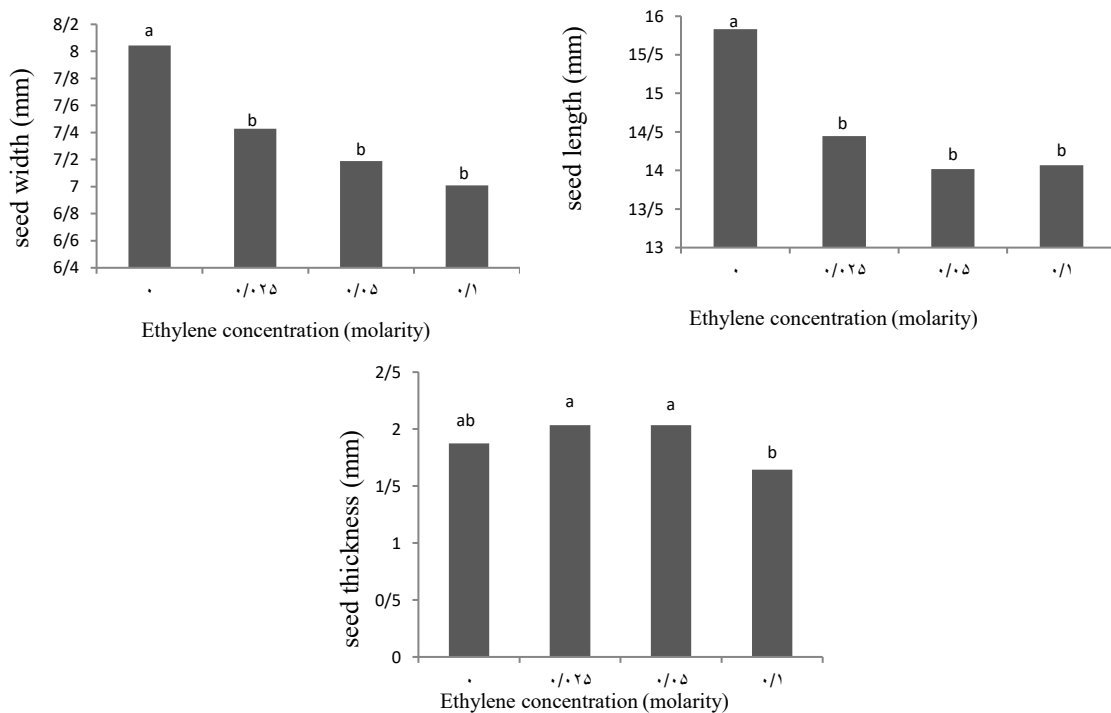 seed width (mm)
8/2
8
7/8
7/6
7/4
7/2
7
6/8
6/6
6/4
a
b
b
b
۰
۰/۰۲۵
۰/۰۵
۰/۱
Ethylene concentration (molarity)
seed length (mm)
16
15/5
15
14/5
14
13/5
13
a
b
b
b
۰
۰/۰۲۵
۰/۰۵
۰/۱
Ethylene concentration (molarity)
seed thickness (mm)
2/5
2
1/5
1
0/5
0
ab
a
a
b
۰
۰/۰۲۵
۰/۰۵
۰/۱
Ethylene concentration (molarity)